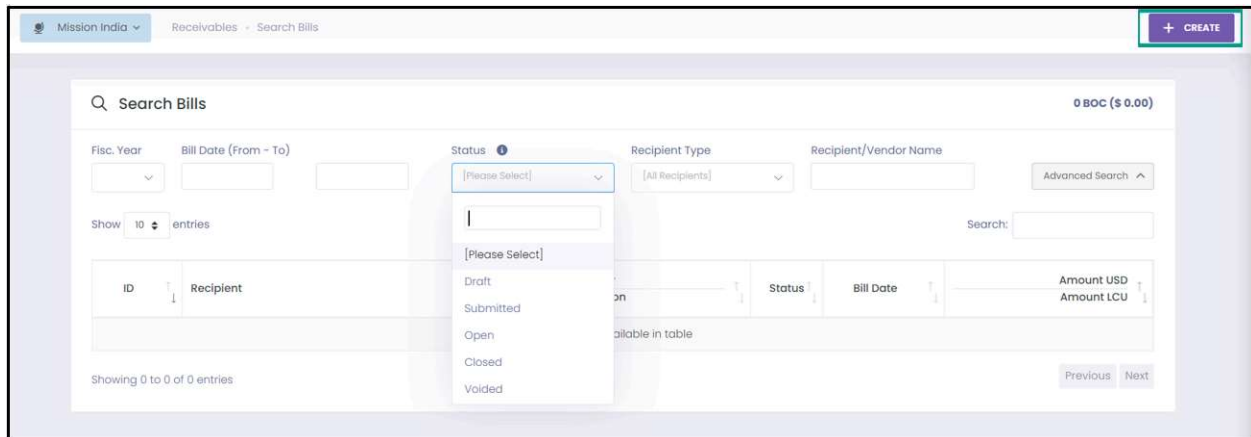 Mission India
Receivables - Search Bills
+ CREATE
Search Bills
0 BOC ($ 0.00)
Fisc. Year
Bill Date (From - To)
Status
Recipient Type
Recipient/Vendor Name
[Please Select]
[All Recipients]
Advanced Search
Show 10 entries
Search:
[Please Select]
Draft
Submitted
Open
Closed
Voided
ID
Recipient
on
Status
Bill Date
Amount USD
Amount LCU
ailable in table
Showing 0 to 0 of 0 entries
Previous
Next